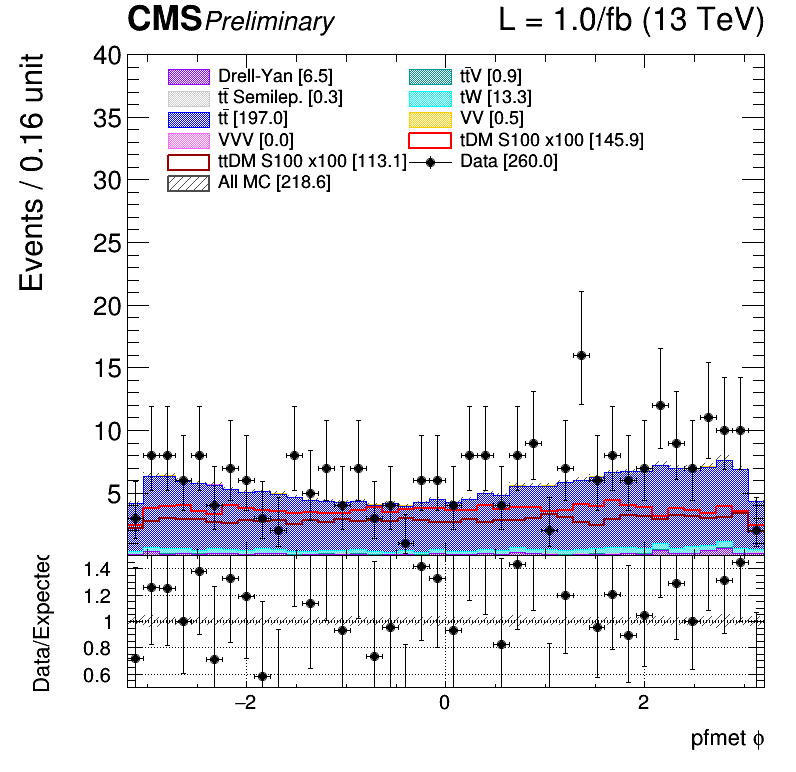 CMS Preliminary L = 1.0/fb (13 TeV)
Events / 0.16 unit
40
35
30
25
20
15
10
5
Drell-Yan [6.5]
tt̄ Semilep. [0.3]
tt̄ [197.0]
VVV [0.0]
ttDM S100 x100 [113.1]
All MC [218.6]
tt̄V [0.9]
tW [13.3]
VV [0.5]
tDM S100 x100 [145.9]
Data [260.0]
Data/Expected
1.4
1.2
1
0.8
0.6
−2 0 2
pfmet ϕ